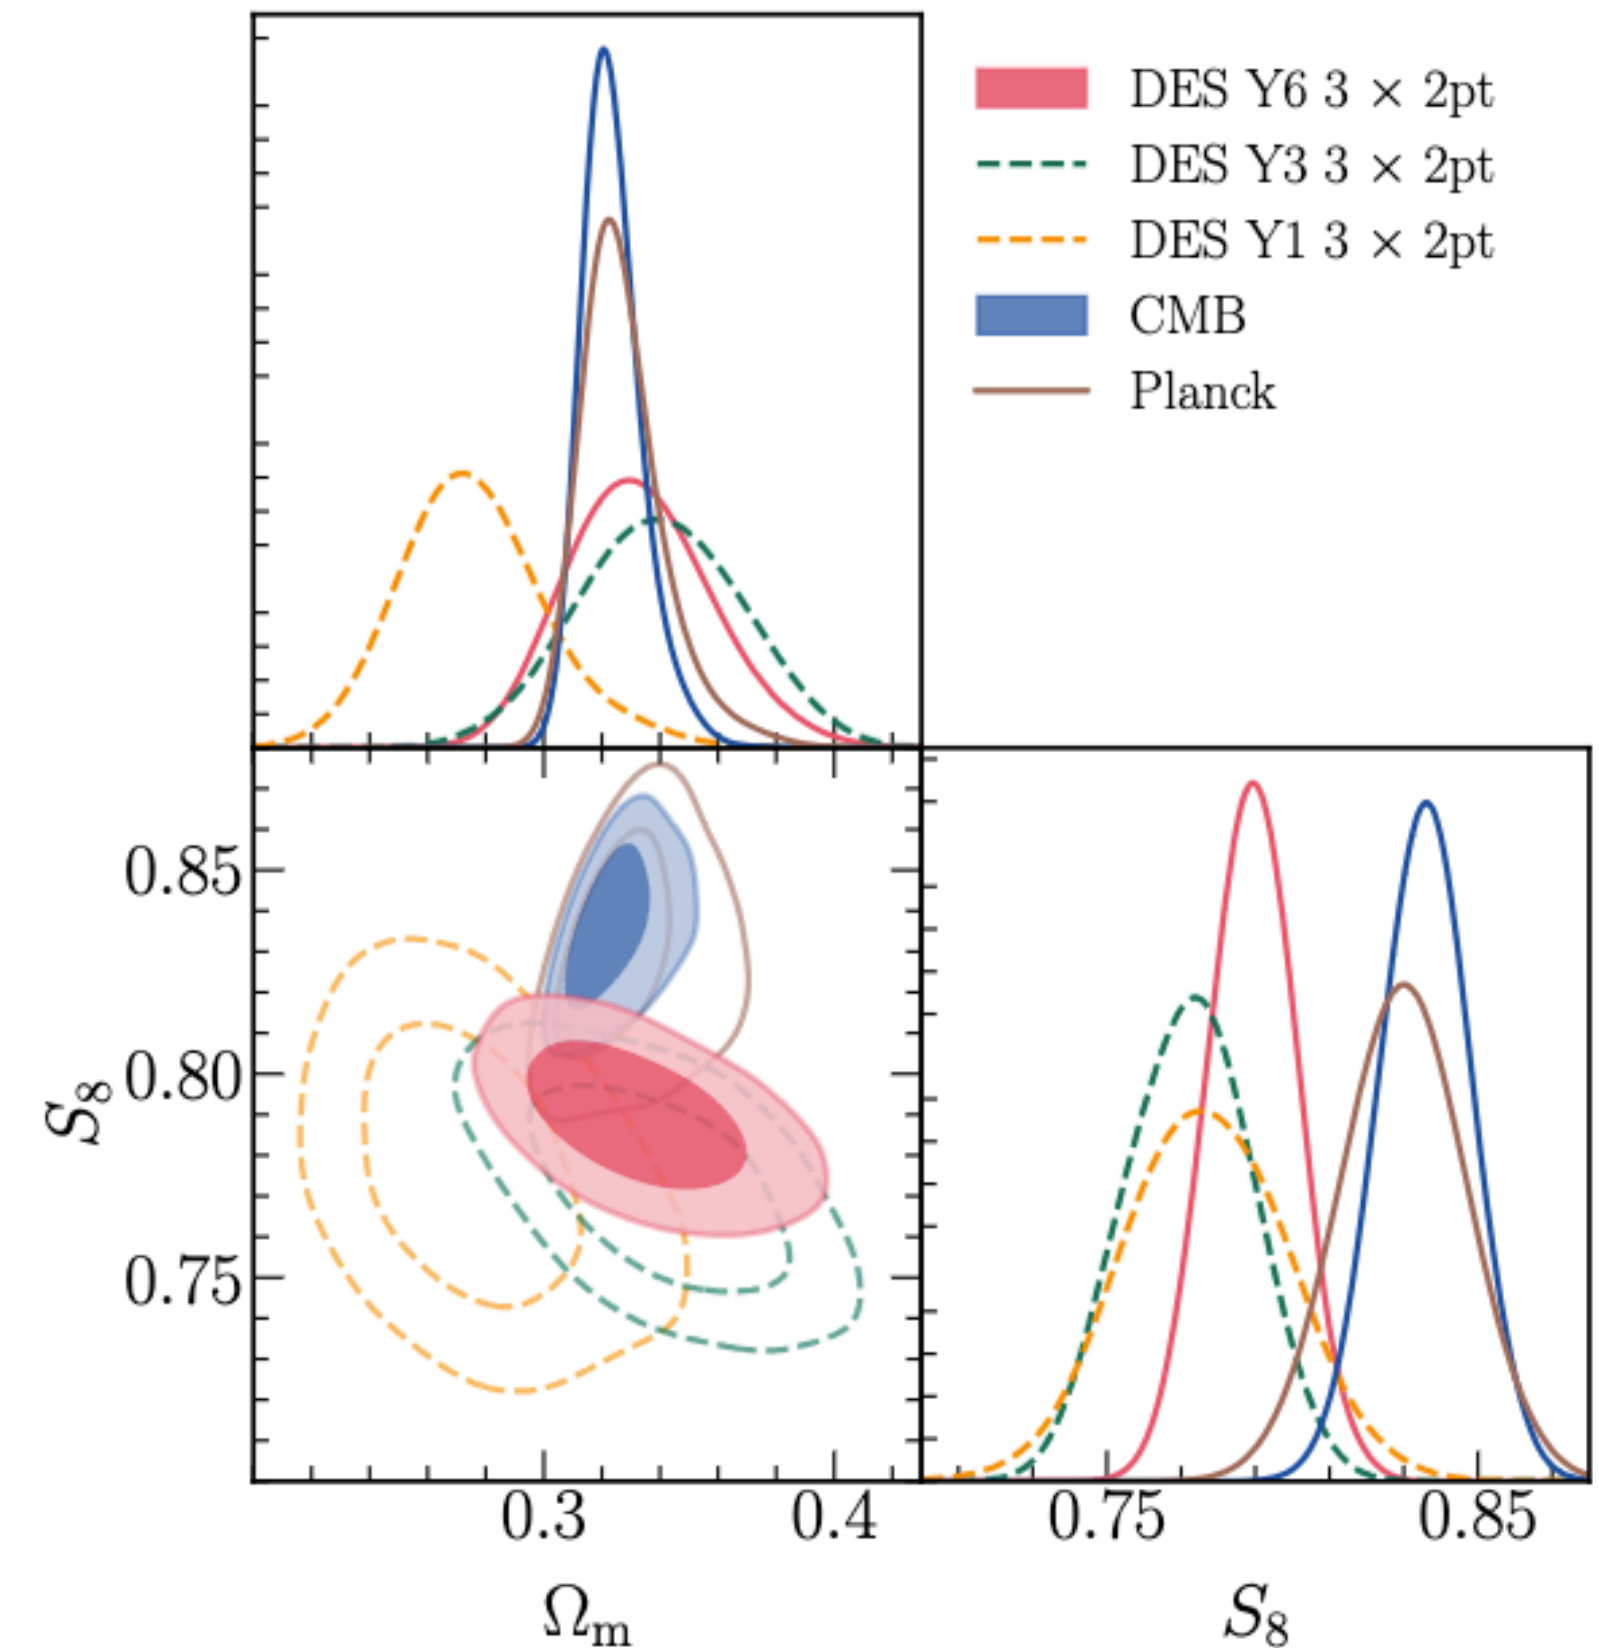 DES Y6 3 × 2pt
DES Y3 3 × 2pt
DES Y1 3 × 2pt
CMB
Planck
0.85
0.80
0.75
S₈
0.3 0.4
Ωₘ
0.75 0.85
S₈